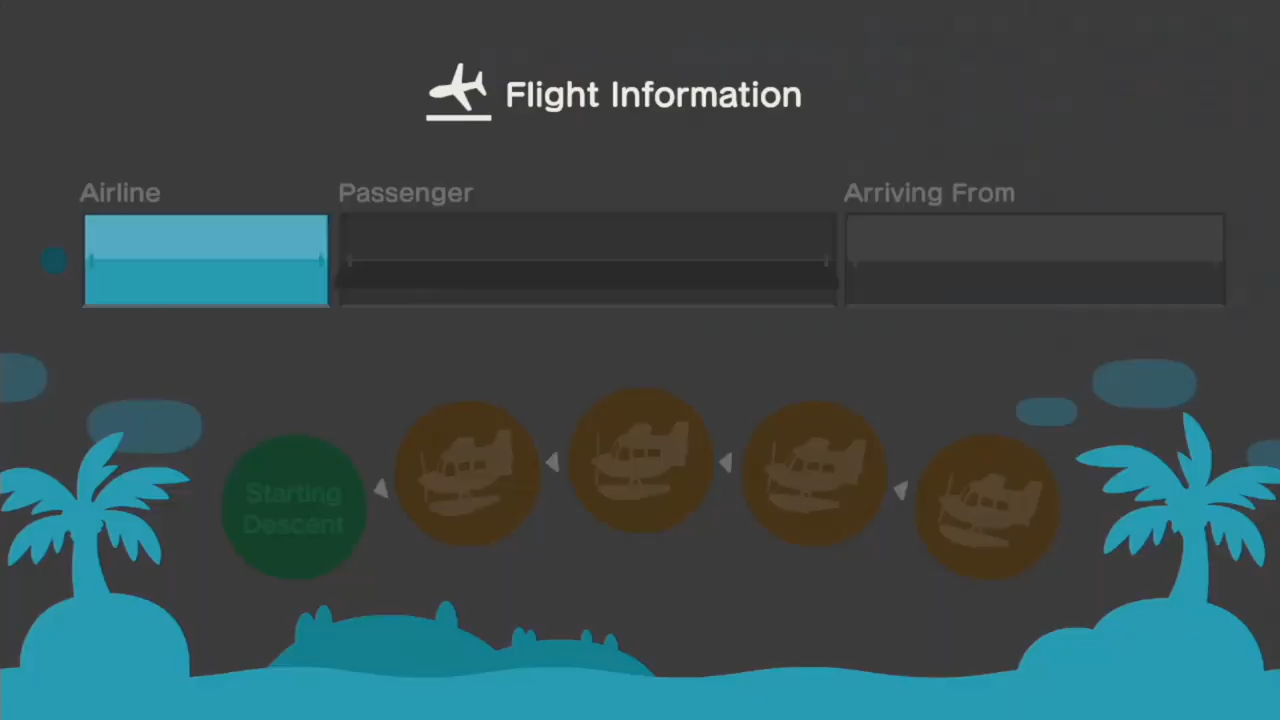 Flight Information
Airline
Passenger
Arriving From
Starting
Descent